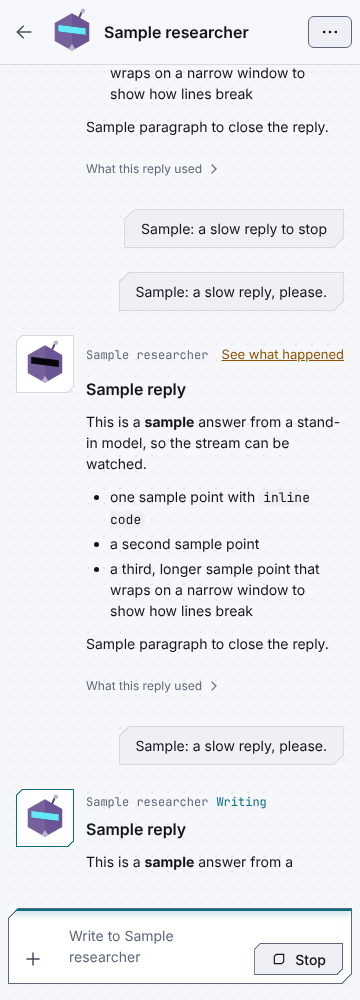 Sample researcher
wraps on a narrow window to
show how lines break
Sample paragraph to close the reply.
What this reply used
Sample: a slow reply to stop
Sample: a slow reply, please.
Sample researcher See what happened
Sample reply
This is a sample answer from a stand-
in model, so the stream can be
watched.
• one sample point with inline
code
• a second sample point
• a third, longer sample point that
wraps on a narrow window to
show how lines break
Sample paragraph to close the reply.
What this reply used
Sample: a slow reply, please.
Sample researcher Writing
Sample reply
This is a sample answer from a
Write to Sample
researcher
Stop